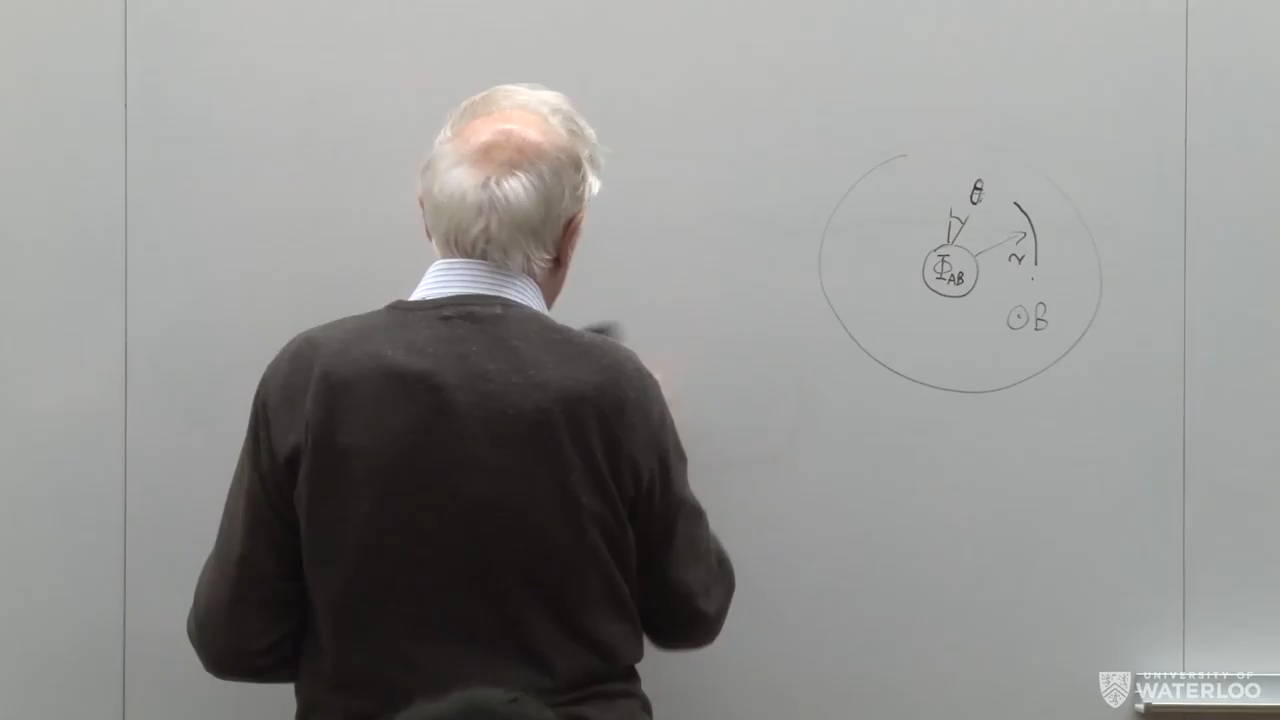 θ
Φ_AB
r
⊙ B
UNIVERSITY OF
WATERLOO